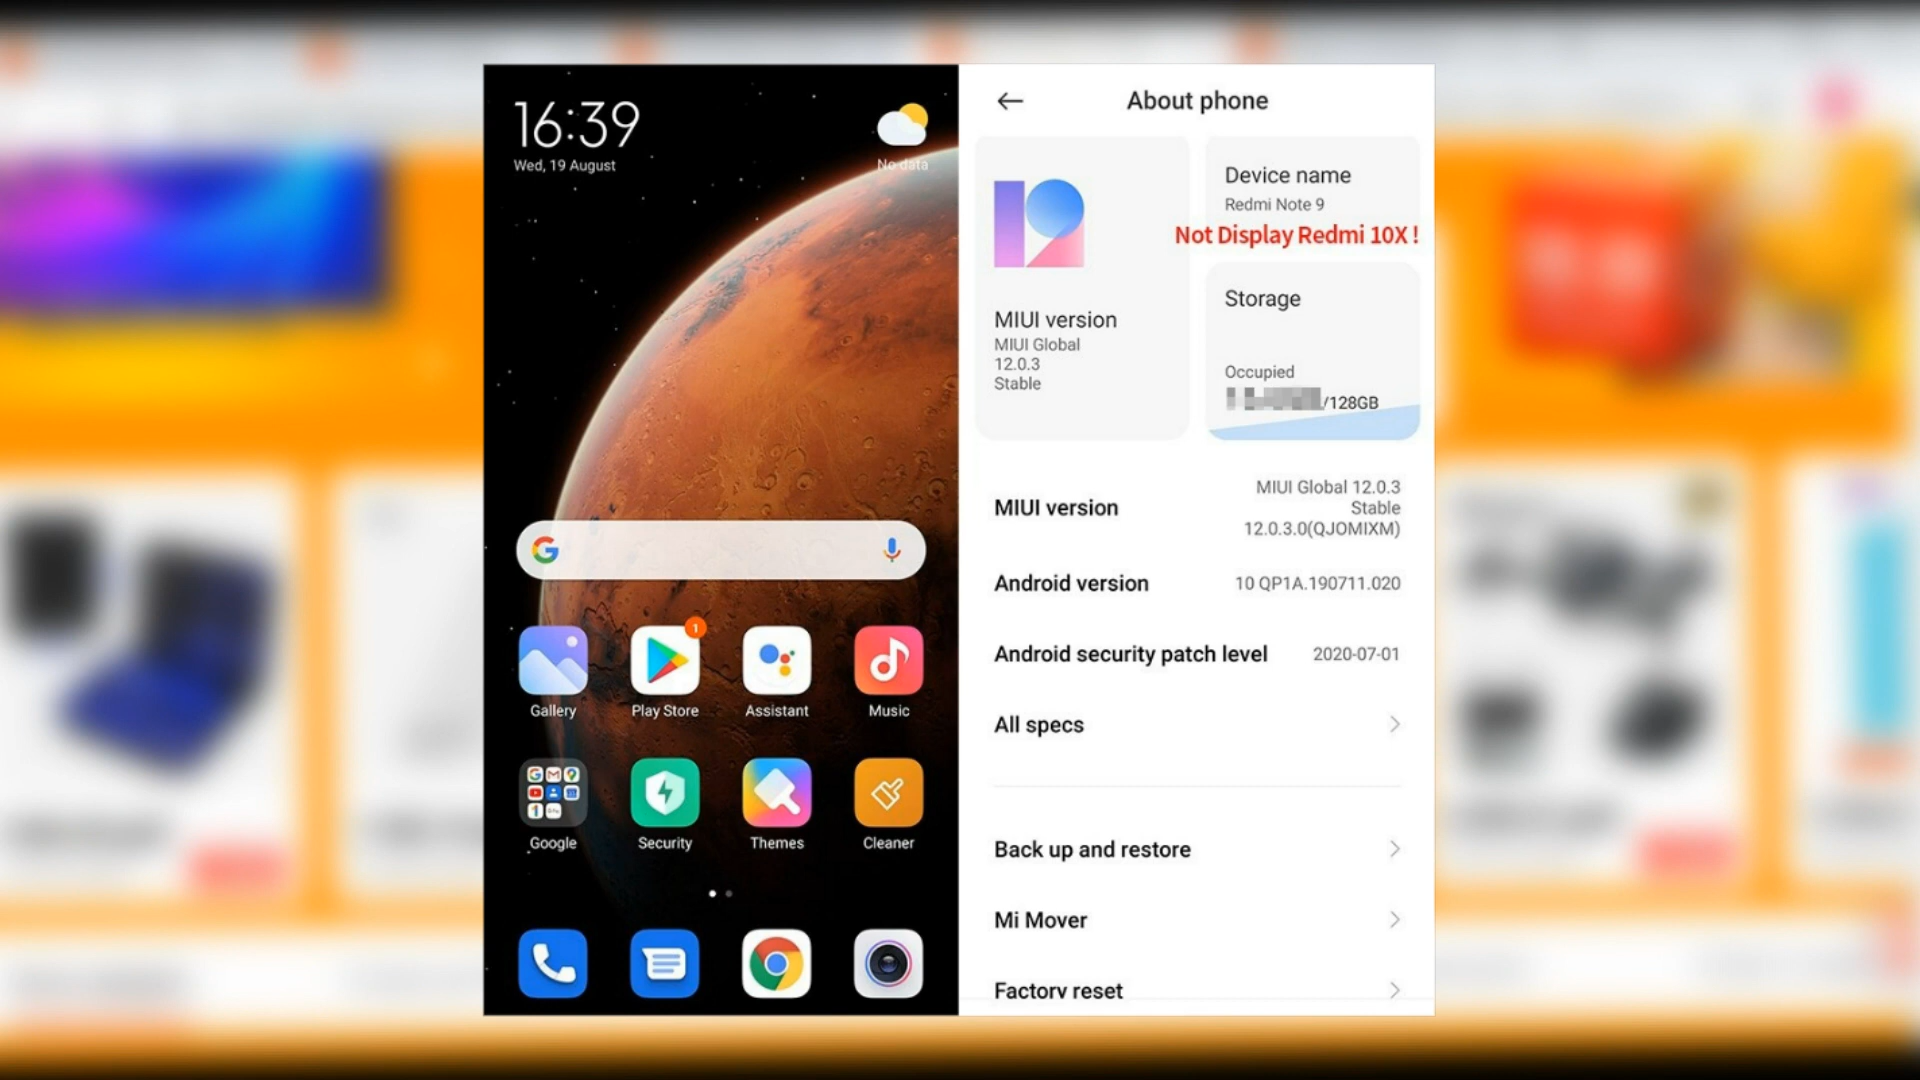 16:39
Wed, 19 August
No data
Gallery
Play Store
1
Assistant
Music
Google
Security
Themes
Cleaner
About phone
MIUI version
MIUI Global
12.0.3
Stable
Device name
Redmi Note 9
Not Display Redmi 10X !
Storage
Occupied
/128GB
MIUI version
MIUI Global 12.0.3
Stable
12.0.3.0(QJOMIXM)
Android version
10 QP1A.190711.020
Android security patch level
2020-07-01
All specs
Back up and restore
Mi Mover
Factory reset